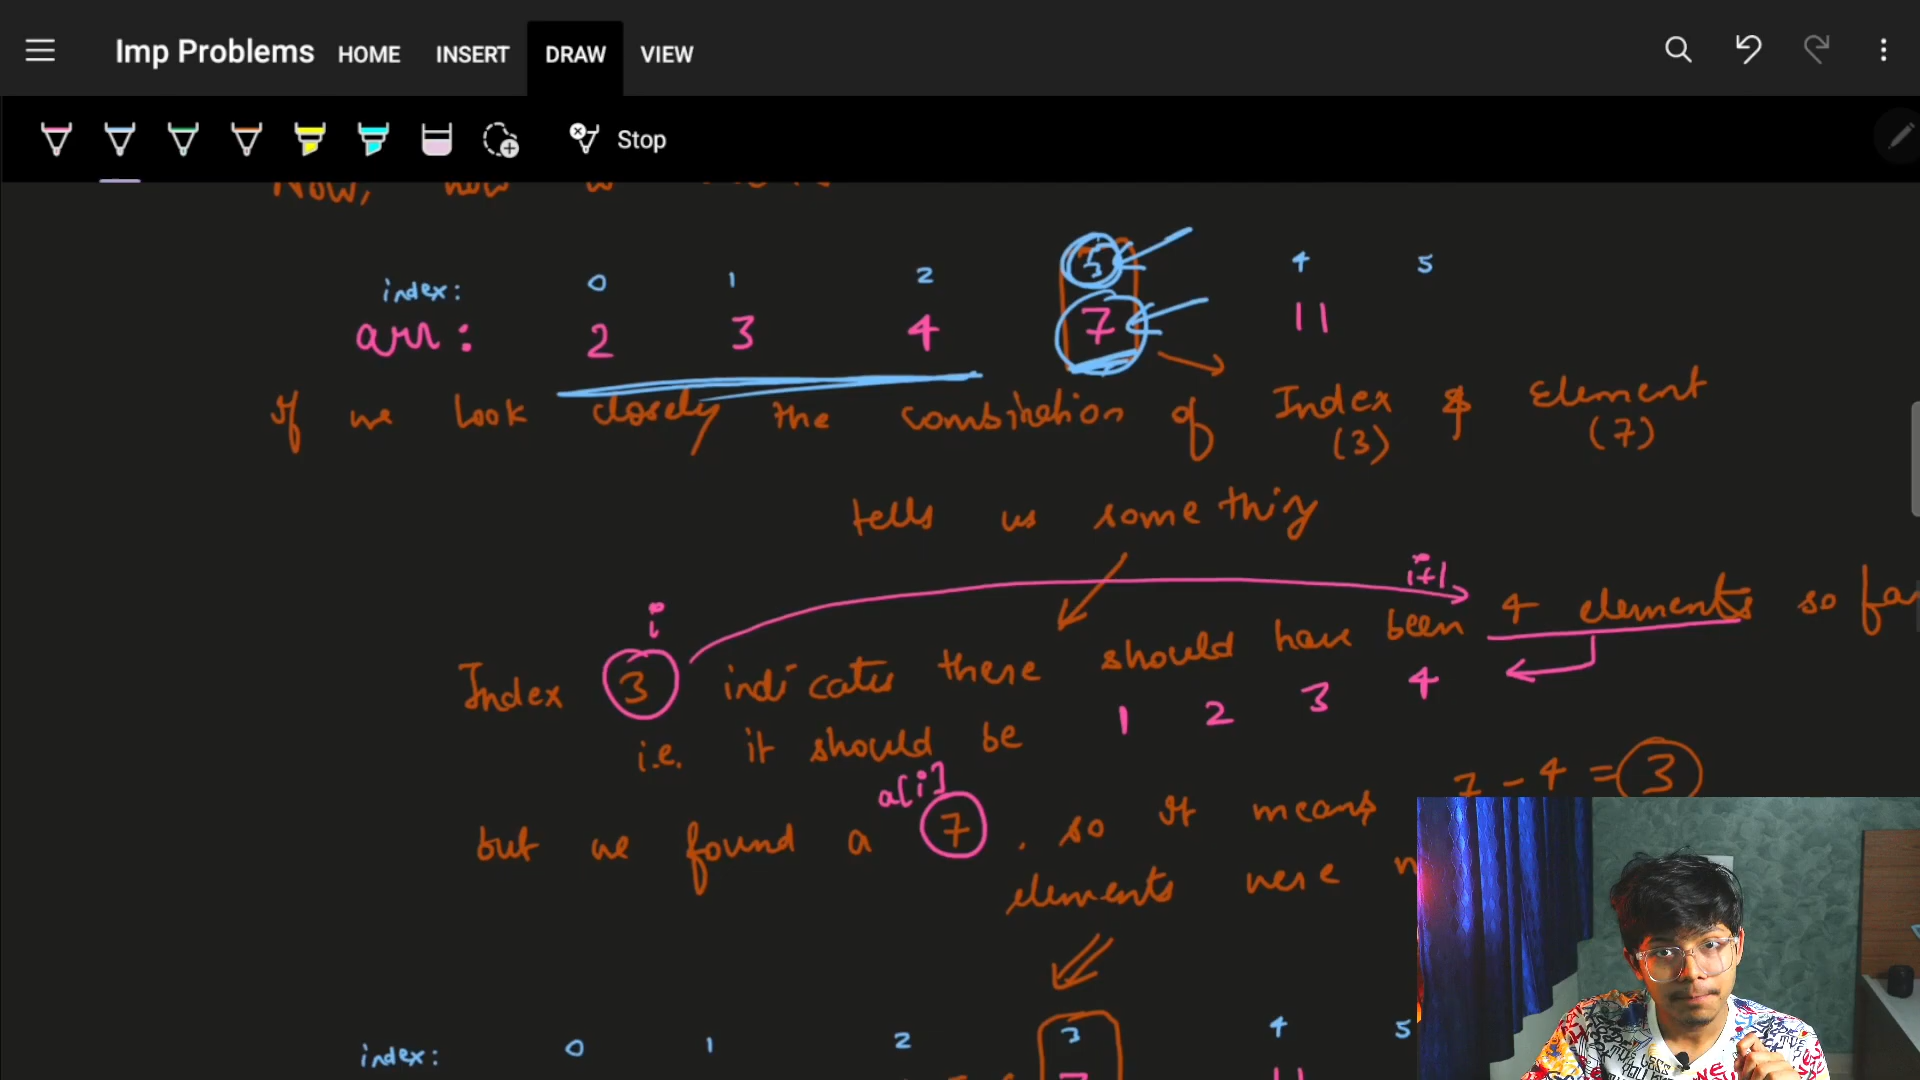 Imp Problems HOME INSERT DRAW VIEW
Stop
Now, how
index: 0 1 2 4 5
arr: 2 3 4 7 11
If we look closely the combination of Index & Element
(3) (7)
tells us something
i i+1
Index 3 indicates there should have been 4 elements so far
i.e. it should be 1 2 3 4
a[i]
but we found a 7 . so it means 7 - 4 = 3
elements were
index: 0 1 2 3 4 5